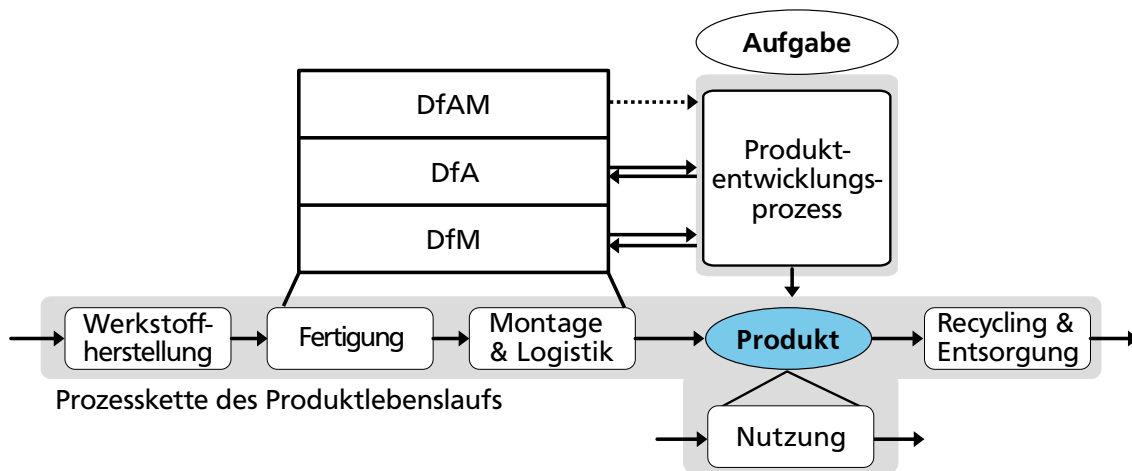 Aufgabe
DfAM
DfA
DfM
Produkt-
entwicklungs-
prozess
Werkstoff-
herstellung
Fertigung
Montage
& Logistik
Produkt
Recycling &
Entsorgung
Prozesskette des Produktlebenslaufs
Nutzung